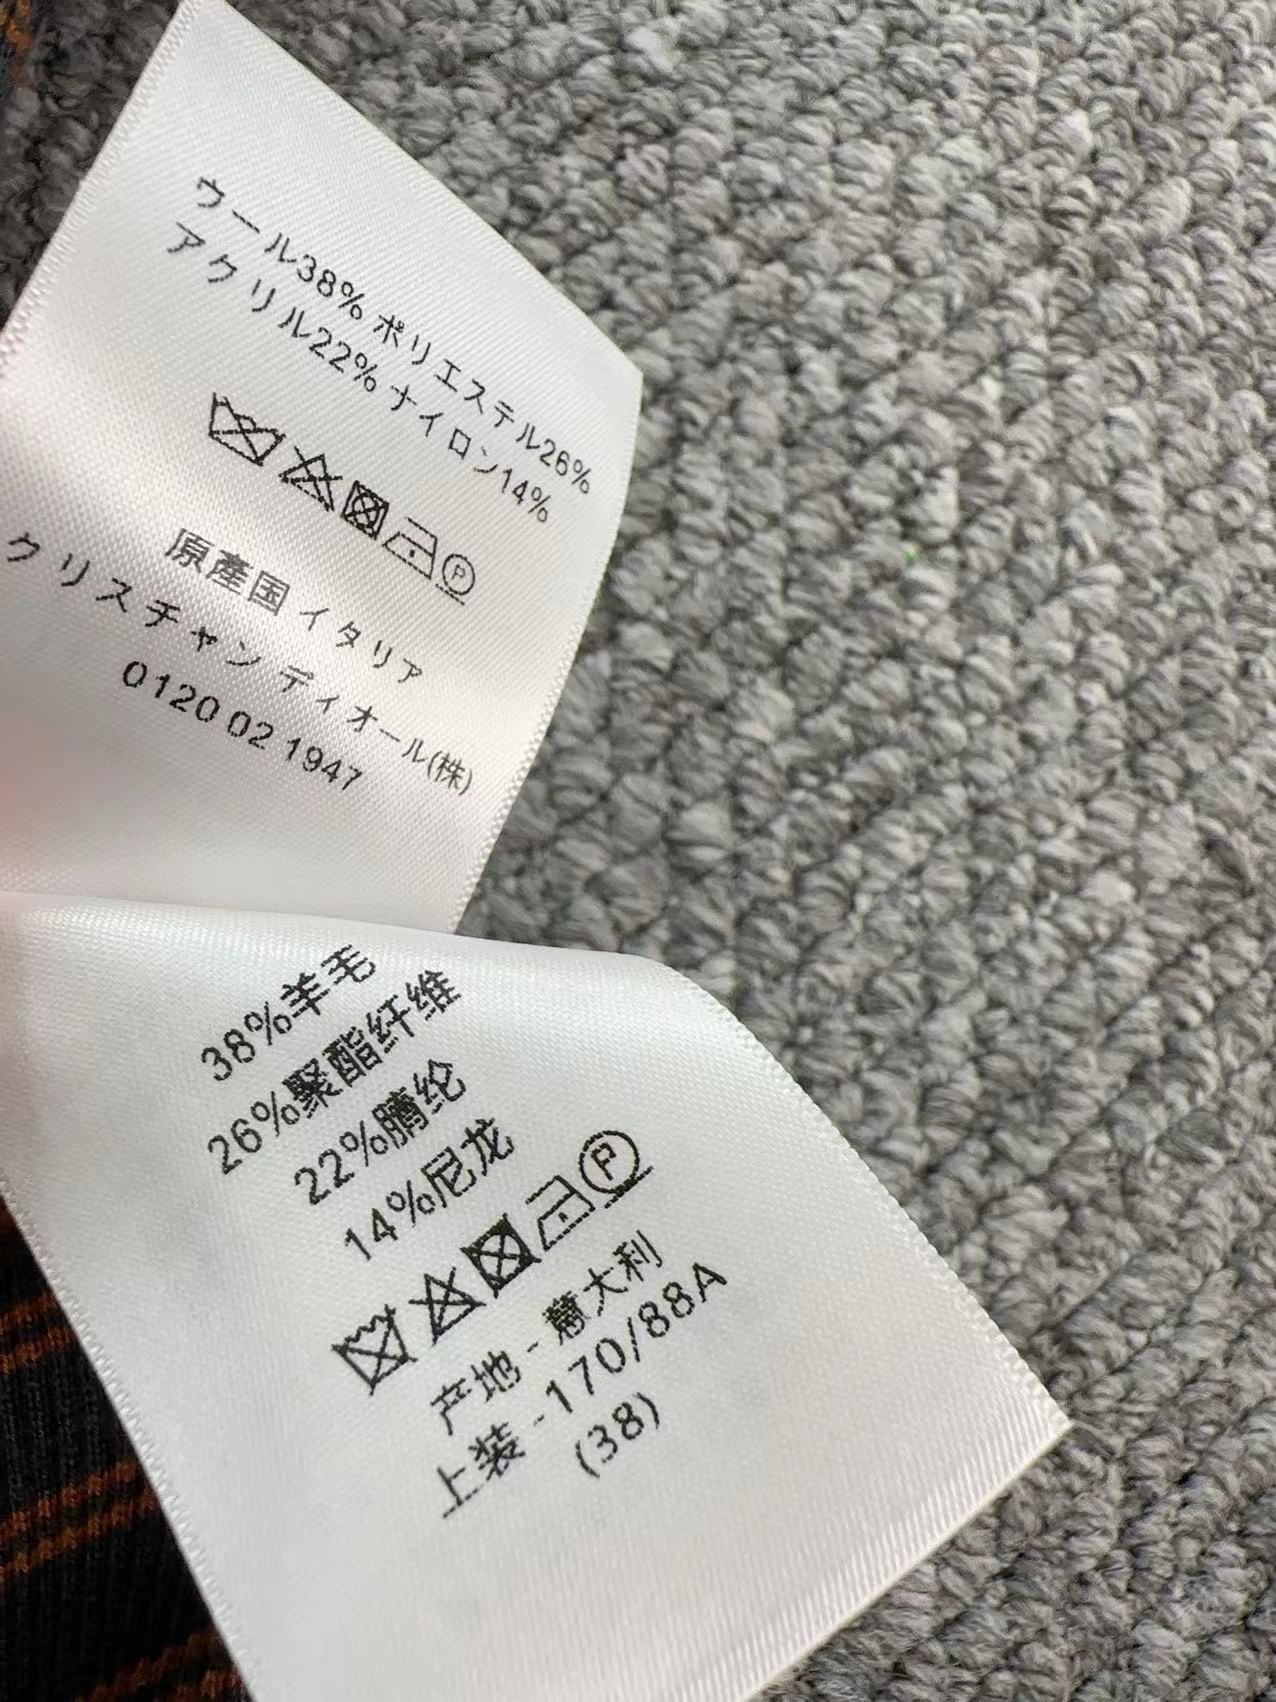 ウール38% ポリエステル26%
アクリル22% ナイロン14%
P
原產国 イタリア
クリスチャン ディオール(株)
0120 02 1947
38%羊毛
26%聚酯纤维
22%腈纶
14%尼龙
P
产地 - 意大利
上装 - 170/88A
(38)